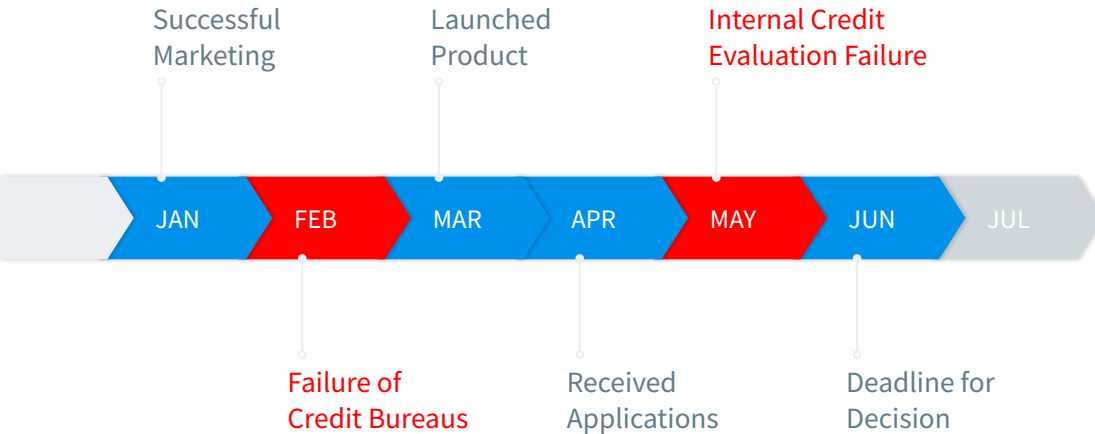 Successful
Marketing
Launched
Product
Internal Credit
Evaluation Failure
JAN
FEB
MAR
APR
MAY
JUN
JUL
Failure of
Credit Bureaus
Received
Applications
Deadline for
Decision